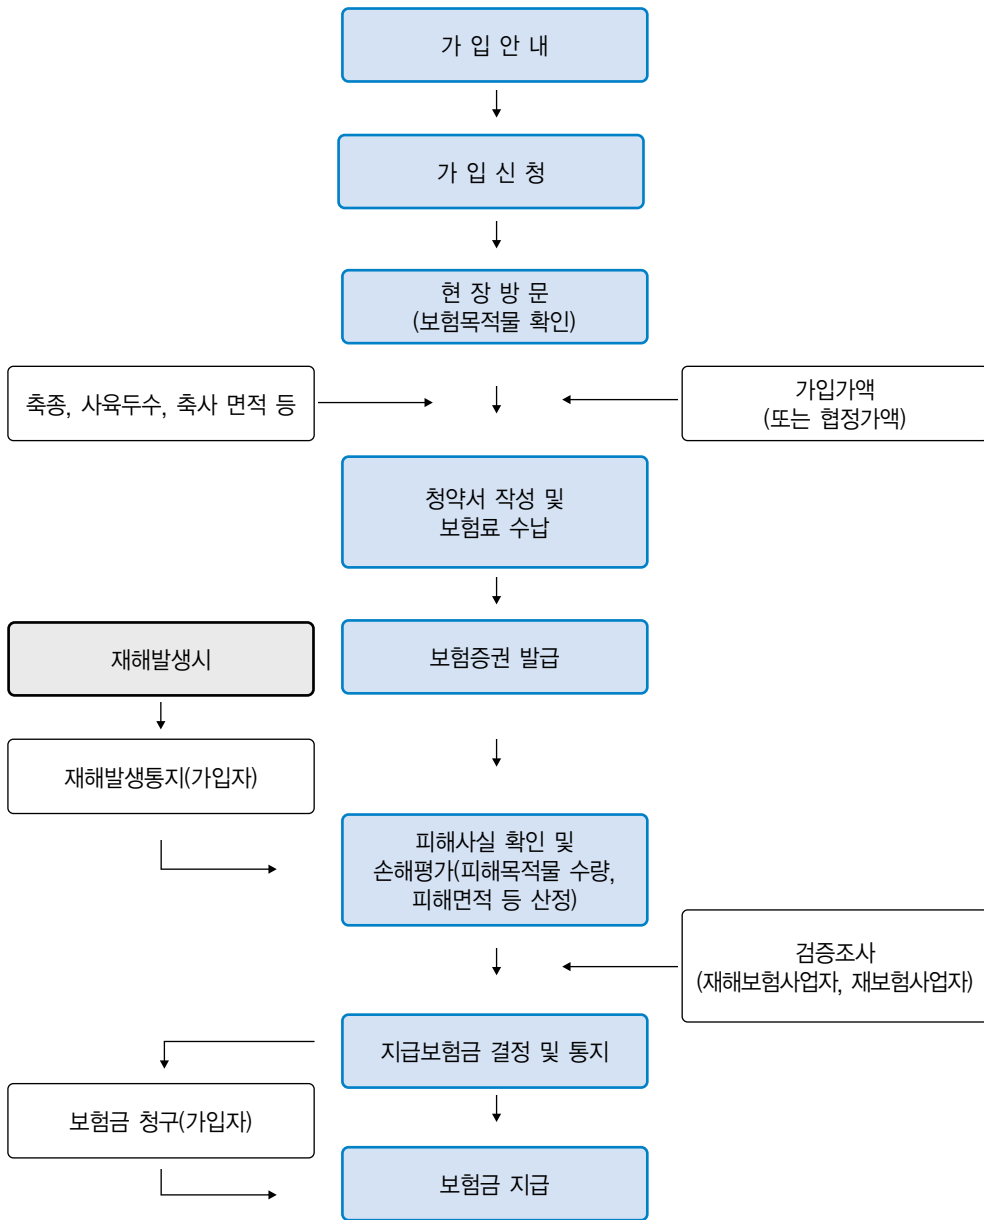 가 입 안 내
가 입 신 청
현 장 방 문
(보험목적물 확인)
축종, 사육두수, 축사 면적 등
가입가액
(또는 협정가액)
청약서 작성 및
보험료 수납
재해발생시
보험증권 발급
재해발생통지(가입자)
피해사실 확인 및
손해평가(피해목적물 수량,
피해면적 등 산정)
검증조사
(재해보험사업자, 재보험사업자)
지급보험금 결정 및 통지
보험금 청구(가입자)
보험금 지급